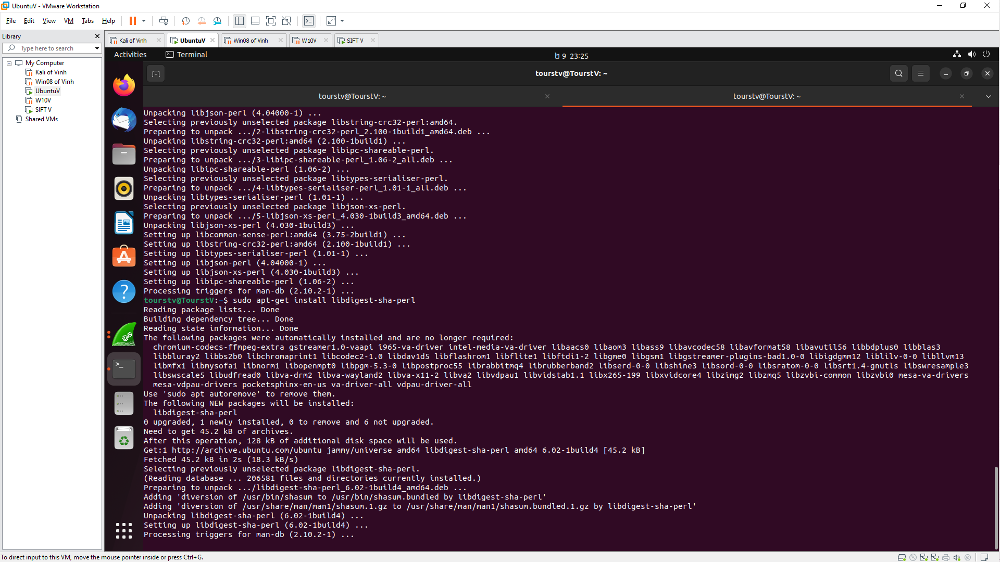 UbuntuV - VMware Workstation
File Edit View VM Tabs Help
Library
Type here to search
My Computer
Kali of Vinh
Win08 of Vinh
UbuntuV
W10V
SIFT V
Shared VMs
Kali of Vinh UbuntuV Win08 of Vinh W10V SIFT V
Activities Terminal 9 23:25
tourstv@TourstV: ~
tourstv@TourstV: ~ tourstv@TourstV: ~
Unpacking libjson-perl (4.04000-1) ...
Selecting previously unselected package libstring-crc32-perl:amd64.
Preparing to unpack .../2-libstring-crc32-perl_2.100-1build1_amd64.deb ...
Unpacking libstring-crc32-perl:amd64 (2.100-1build1) ...
Selecting previously unselected package libipc-shareable-perl.
Preparing to unpack .../3-libipc-shareable-perl_1.06-2_all.deb ...
Unpacking libipc-shareable-perl (1.06-2) ...
Selecting previously unselected package libtypes-serialiser-perl.
Preparing to unpack .../4-libtypes-serialiser-perl_1.01-1_all.deb ...
Unpacking libtypes-serialiser-perl (1.01-1) ...
Selecting previously unselected package libjson-xs-perl.
Preparing to unpack .../5-libjson-xs-perl_4.030-1build3_amd64.deb ...
Unpacking libjson-xs-perl (4.030-1build3) ...
Setting up libcommon-sense-perl:amd64 (3.75-2build1) ...
Setting up libstring-crc32-perl:amd64 (2.100-1build1) ...
Setting up libtypes-serialiser-perl (1.01-1) ...
Setting up libjson-perl (4.04000-1) ...
Setting up libjson-xs-perl (4.030-1build3) ...
Setting up libipc-shareable-perl (1.06-2) ...
Processing triggers for man-db (2.10.2-1) ...
tourstv@TourstV:~$ sudo apt-get install libdigest-sha-perl
Reading package lists... Done
Building dependency tree... Done
Reading state information... Done
The following packages were automatically installed and are no longer required:
chromium-codecs-ffmpeg-extra gstreamer1.0-vaapi i965-va-driver intel-media-va-driver libaacs0 libaom3 libass9 libavcodec58 libavformat58 libavutil56 libbdplus0 libblas3
libbluray2 libbs2b0 libchromaprint1 libcodec2-1.0 libdav1d5 libflashrom1 libflite1 libftdi1-2 libgme0 libgsm1 libgstreamer-plugins-bad1.0-0 libigdgmm12 liblilv-0-0 libllvm13
libmfx1 libmysofa1 libnorm1 libopenmpt0 libpgm-5.3-0 libpostproc55 librabbitmq4 librubberband2 libserd-0-0 libshine3 libsord-0-0 libsratom-0-0 libsrt1.4-gnutls libswresample3
libswscale5 libudfread0 libva-drm2 libva-wayland2 libva-x11-2 libva2 libvdpau1 libvidstab1.1 libx265-199 libxvidcore4 libzimg2 libzmq5 libzvbi-common libzvbi0 mesa-va-drivers
mesa-vdpau-drivers pocketsphinx-en-us va-driver-all vdpau-driver-all
Use 'sudo apt autoremove' to remove them.
The following NEW packages will be installed:
libdigest-sha-perl
0 upgraded, 1 newly installed, 0 to remove and 6 not upgraded.
Need to get 45.2 kB of archives.
After this operation, 128 kB of additional disk space will be used.
Get:1 http://archive.ubuntu.com/ubuntu jammy/universe amd64 libdigest-sha-perl amd64 6.02-1build4 [45.2 kB]
Fetched 45.2 kB in 2s (18.3 kB/s)
Selecting previously unselected package libdigest-sha-perl.
(Reading database ... 206581 files and directories currently installed.)
Preparing to unpack .../libdigest-sha-perl_6.02-1build4_amd64.deb ...
Adding 'diversion of /usr/bin/shasum to /usr/bin/shasum.bundled by libdigest-sha-perl'
Adding 'diversion of /usr/share/man/man1/shasum.1.gz to /usr/share/man/man1/shasum.bundled.1.gz by libdigest-sha-perl'
Unpacking libdigest-sha-perl (6.02-1build4) ...
Setting up libdigest-sha-perl (6.02-1build4) ...
Processing triggers for man-db (2.10.2-1) ...
To direct input to this VM, move the mouse pointer inside or press Ctrl+G.